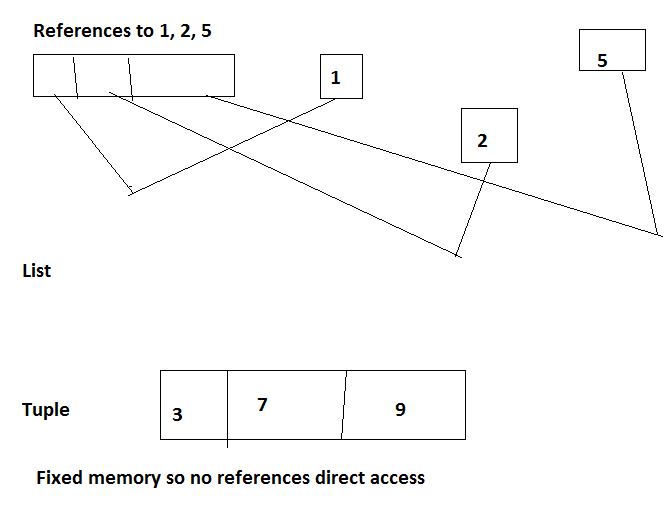 References to 1, 2, 5
1
5
2
List
Tuple
3
7
9
Fixed memory so no references direct access